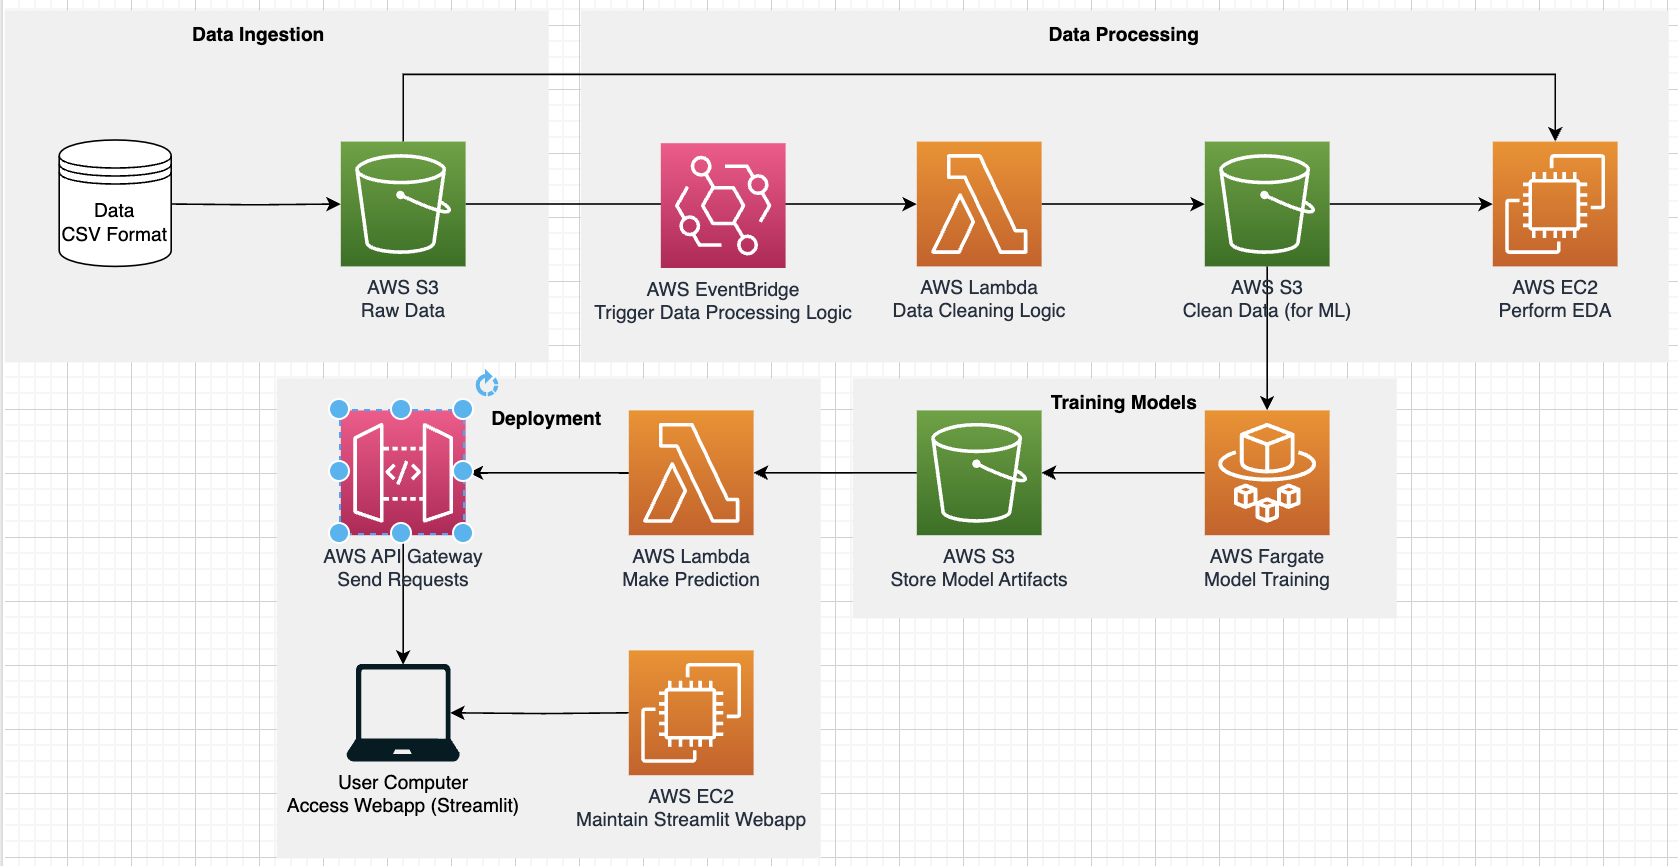 Data Ingestion
Data Processing
Data
CSV Format
AWS S3
Raw Data
AWS EventBridge
Trigger Data Processing Logic
AWS Lambda
Data Cleaning Logic
AWS S3
Clean Data (for ML)
AWS EC2
Perform EDA
Deployment
Training Models
</>
AWS API Gateway
Send Requests
AWS Lambda
Make Prediction
AWS S3
Store Model Artifacts
AWS Fargate
Model Training
User Computer
Access Webapp (Streamlit)
AWS EC2
Maintain Streamlit Webapp